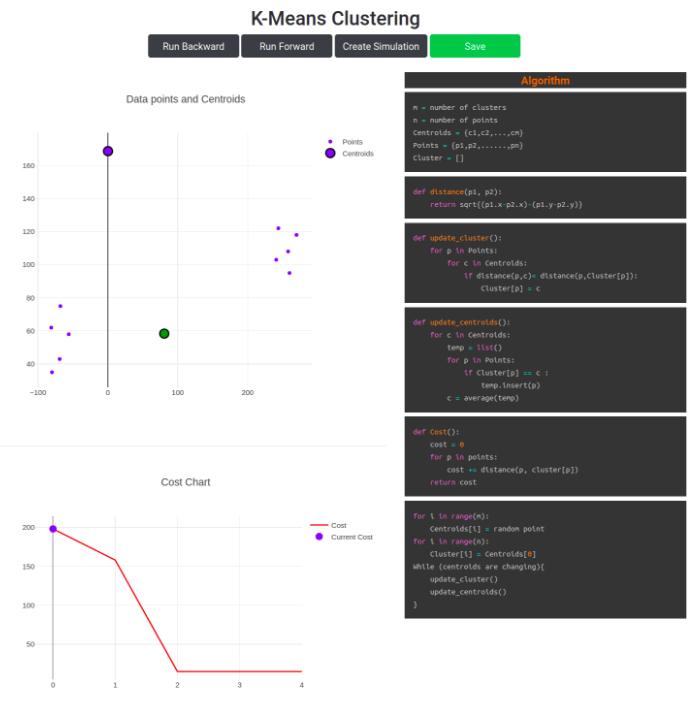 K-Means Clustering
Run Backward
Run Forward
Create Simulation
Save
Data points and Centroids
Points
Centroids
160
140
120
100
80
60
40
−100
0
100
200
Cost Chart
Cost
Current Cost
200
150
100
50
0
1
2
3
4
Algorithm
m = number of clusters
n = number of points
Centroids = {c1,c2,...,cm}
Points = {p1,p2,......,pn}
Cluster = []
def distance(p1, p2):
return sqrt{(p1.x-p2.x)-(p1.y-p2.y)}
def update_cluster():
for p in Points:
for c in Centroids:
if distance(p,c)< distance(p,Cluster[p]):
Cluster[p] = c
def update_centroids():
for c in Centroids:
temp = list()
for p in Points:
if Cluster[p] == c :
temp.insert(p)
c = average(temp)
def Cost():
cost = 0
for p in points:
cost += distance(p, cluster[p])
return cost
for i in range(m):
Centroids[i] = random point
for i in range(n):
Cluster[i] = Centroids[0]
While (centroids are changing){
update_cluster()
update_centroids()
}